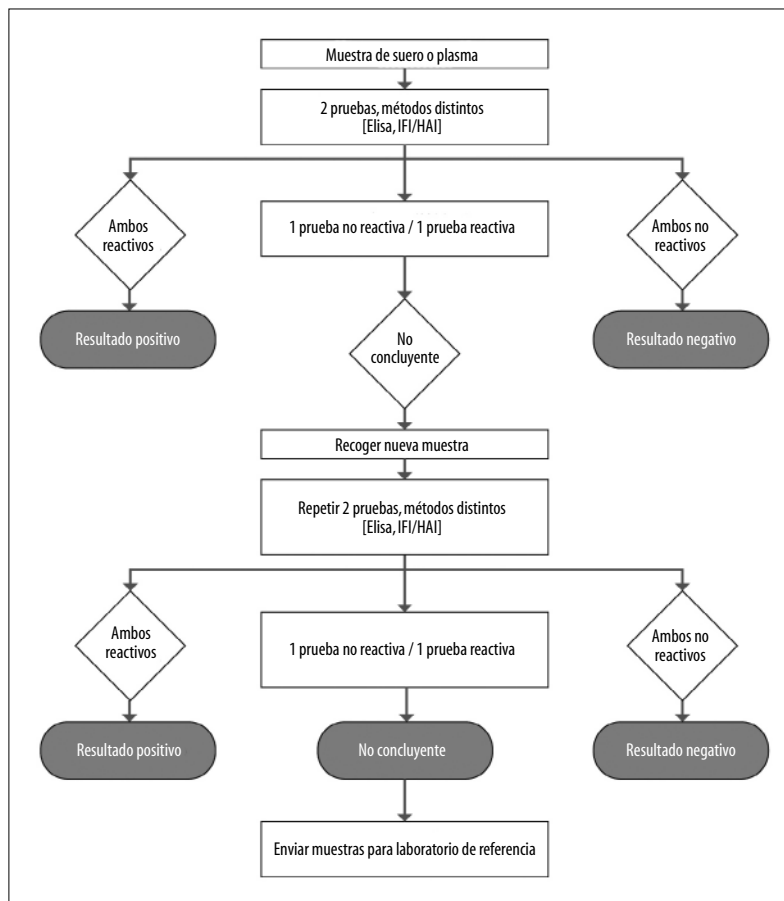 Muestra de suero o plasma
2 pruebas, métodos distintos
[Elisa, IFI/HAI]
Ambos
reactivos
1 prueba no reactiva / 1 prueba reactiva
Ambos no
reactivos
Resultado positivo
No
concluyente
Resultado negativo
Recoger nueva muestra
Repetir 2 pruebas, métodos distintos
[Elisa, IFI/HAI]
Ambos
reactivos
1 prueba no reactiva / 1 prueba reactiva
Ambos no
reactivos
Resultado positivo
No concluyente
Resultado negativo
Enviar muestras para laboratorio de referencia